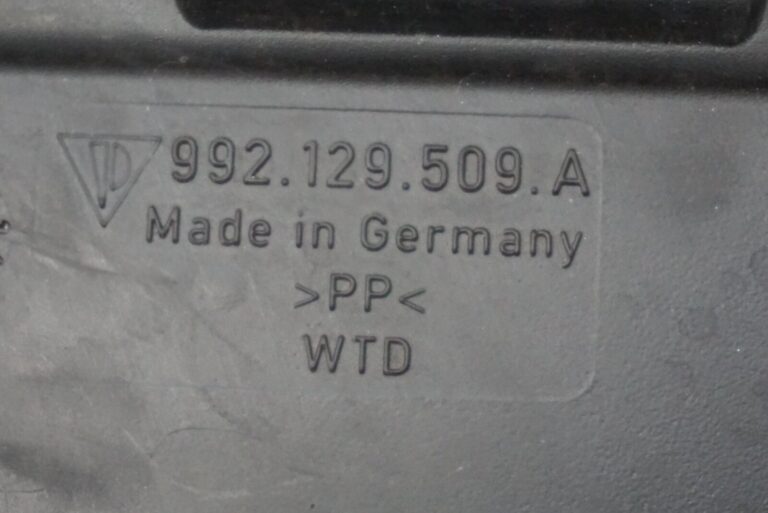 992.129.509.A
Made in Germany
>PP<
WTD